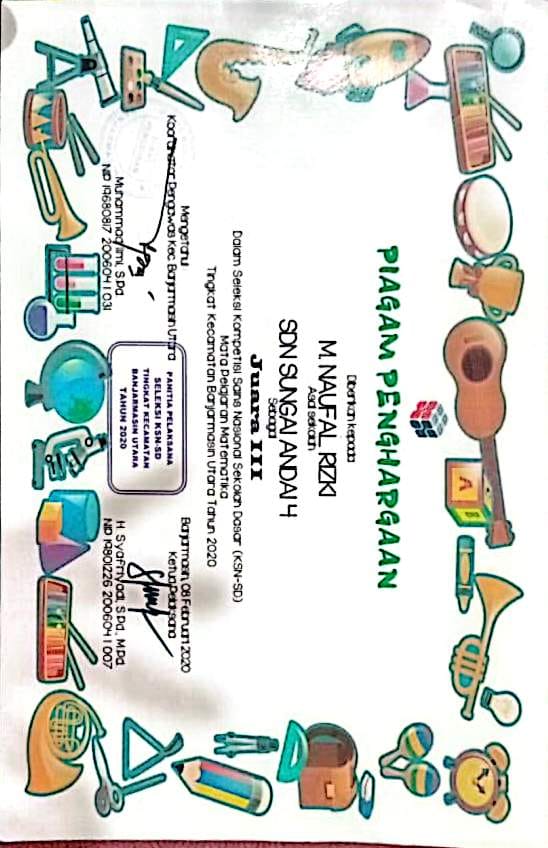 PIAGAM PENGHARGAAN
Diberikan kepada
M. NAUFAL RIZKI
Asal sekolah
SDN SUNGAI ANDAI 4
Sebagai
Juara III
Dalam Seleksi Kompetisi Sains Nasional Sekolah Dasar (KSN-SD)
Mata Pelajaran Matematika
Tingkat Kecamatan Banjarmasin Utara Tahun 2020
Mengetahui
Koordinator Pengawas Kec. Banjarmasin Utara
S.Pd
NIP. 19680817 200604 1 031
PANITIA PELAKSANA
SELEKSI KSN-SD
TINGKAT KECAMATAN
BANJARMASIN UTARA
TAHUN 2020
Banjarmasin, 08 Februari 2020
Ketua Pelaksana
H. Syafriyadi, S.Pd., M.Pd.
NIP. 19801226 200604 1 007
A